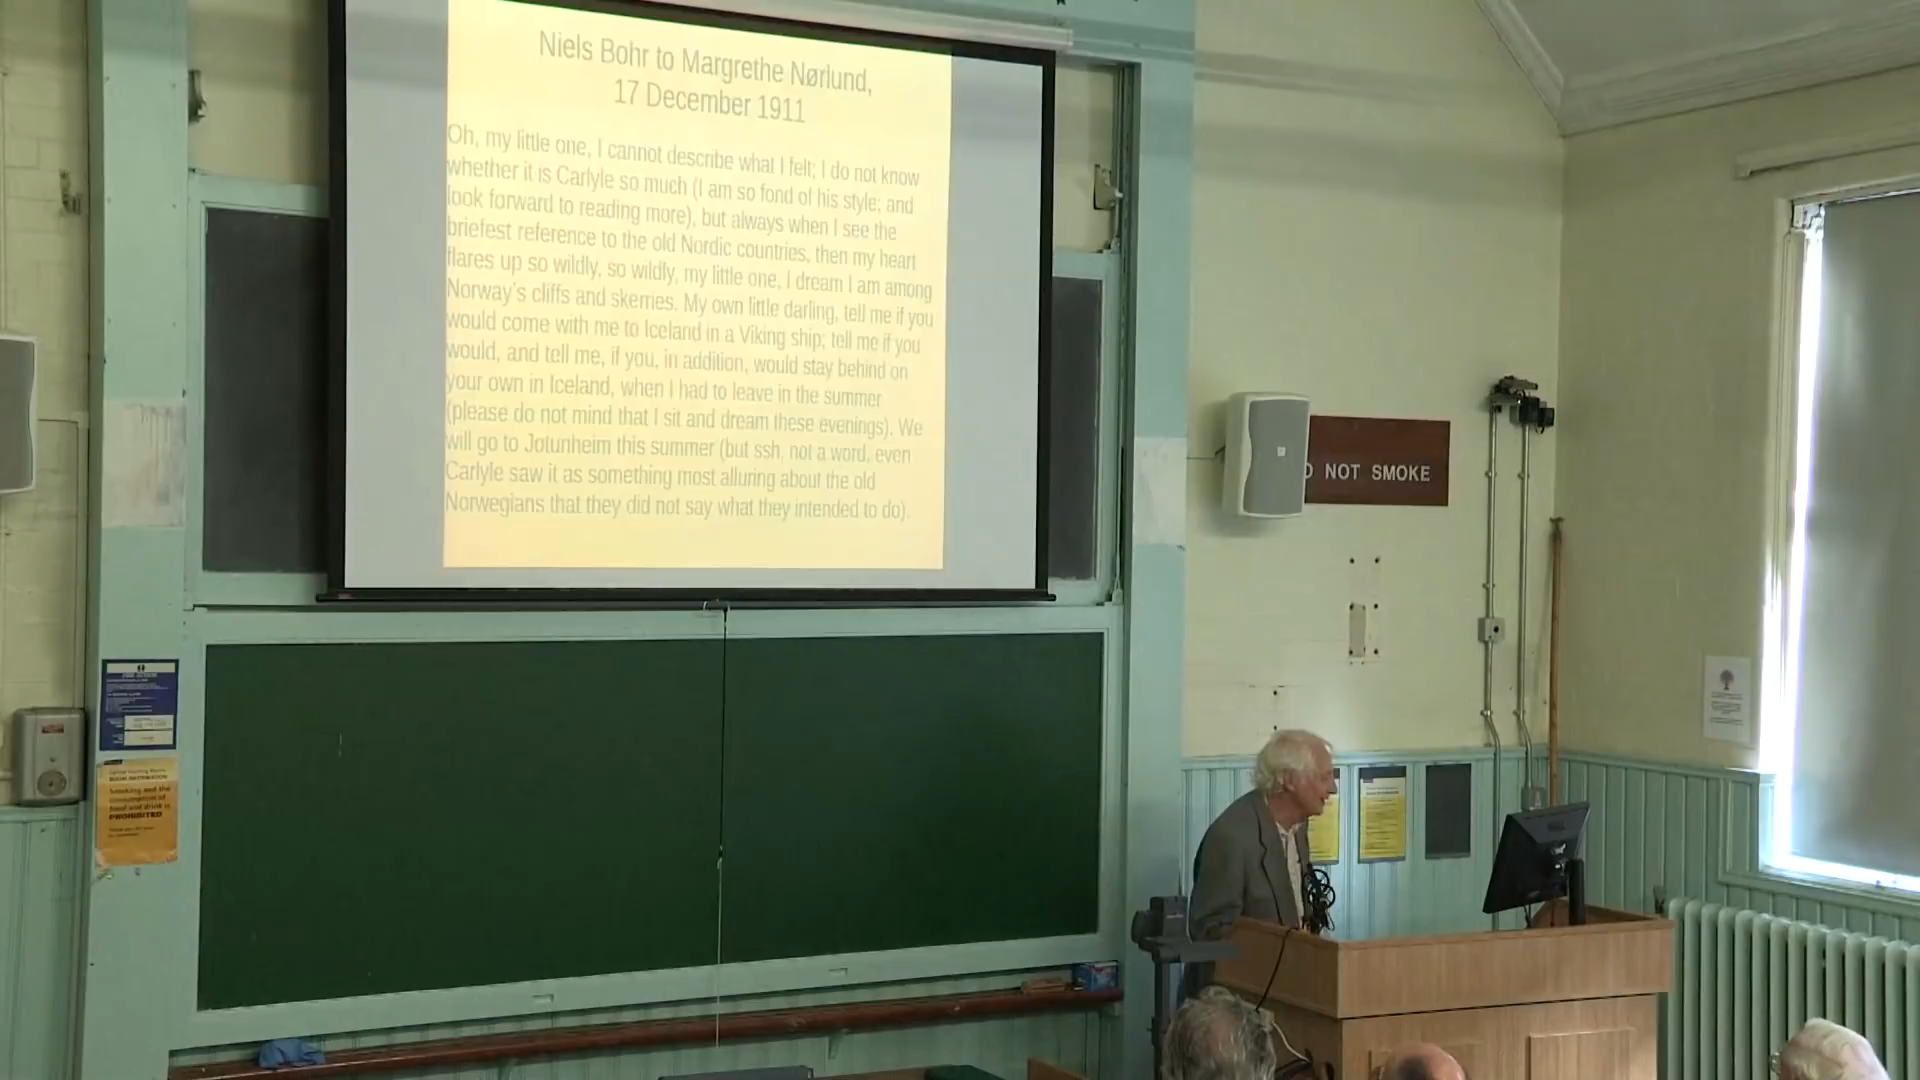 Niels Bohr to Margrethe Nørlund,
17 December 1911
Oh, my little one, I cannot describe what I felt; I do not know
whether it is Carlyle so much (I am so fond of his style; and
look forward to reading more), but always when I see the
briefest reference to the old Nordic countries, then my heart
flares up so wildly, so wildly, my little one, I dream I am among
Norway's cliffs and skerries. My own little darling, tell me if you
would come with me to Iceland in a Viking ship; tell me if you
would, and tell me, if you, in addition, would stay behind on
your own in Iceland, when I had to leave in the summer
(please do not mind that I sit and dream these evenings). We
will go to Jotunheim this summer (but ssh, not a word, even
Carlyle saw it as something most alluring about the old
Norwegians that they did not say what they intended to do).
NOT SMOKE
FIRE ACTION
ROOM INFORMATION
Smoking and the
consumption of
food and drink is
PROHIBITED